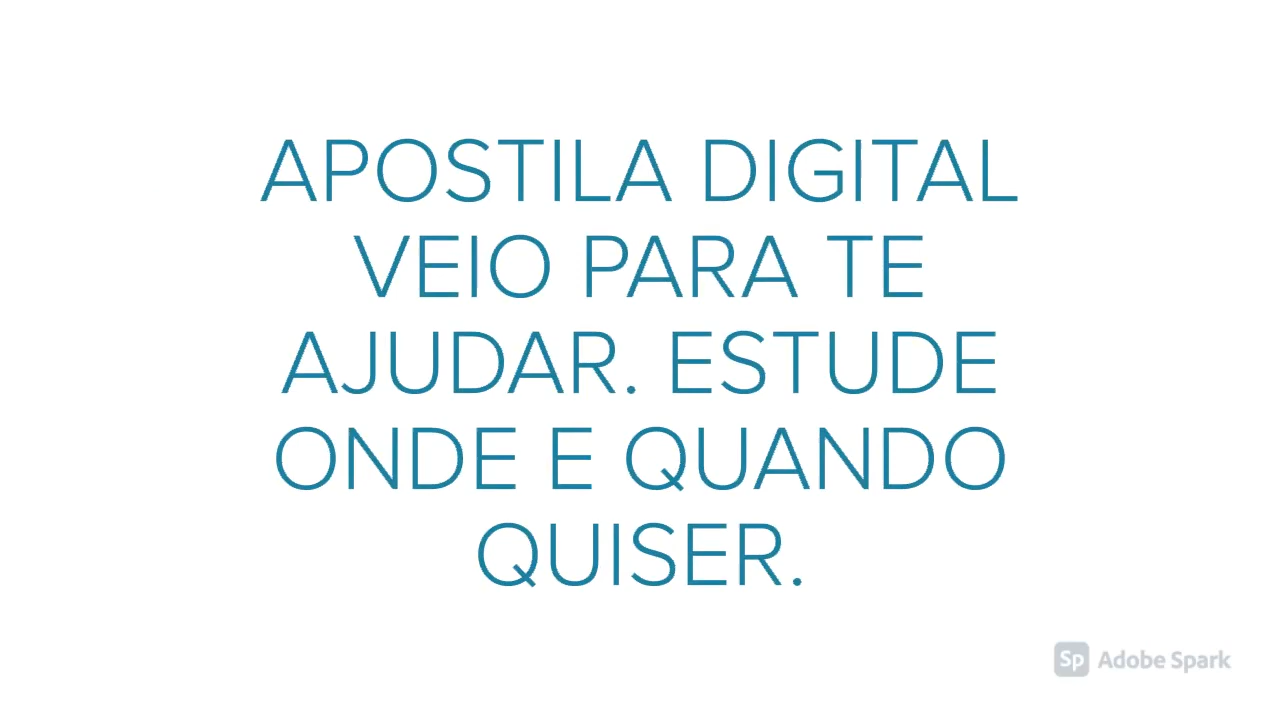 APOSTILA DIGITAL
VEIO PARA TE
AJUDAR. ESTUDE
ONDE E QUANDO
QUISER.
Sp Adobe Spark